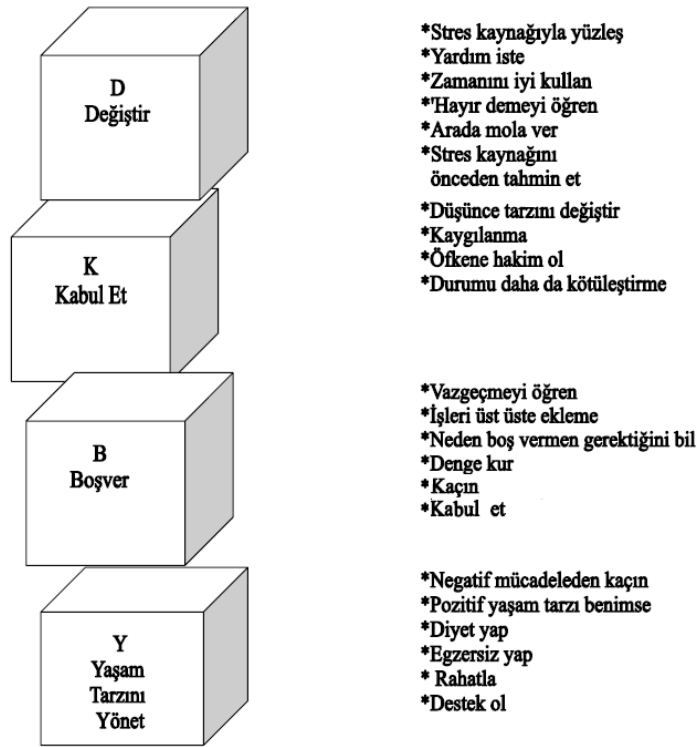 D
Değiştir
*Stres kaynağıyla yüzleş
*Yardım iste
*Zamanını iyi kullan
*'Hayır demeyi öğren
*Arada mola ver
*Stres kaynağını
önceden tahmin et
K
Kabul Et
*Düşünce tarzını değiştir
*Kaygılanma
*Öfkene hakim ol
*Durumu daha da kötüleştirme
B
Boşver
*Vazgeçmeyi öğren
*İşleri üst üste ekleme
*Neden boş vermen gerektiğini bil
*Denge kur
*Kaçın
*Kabul et
Y
Yaşam
Tarzını
Yönet
*Negatif mücadeleden kaçın
*Pozitif yaşam tarzı benimse
*Diyet yap
*Egzersiz yap
* Rahatla
*Destek ol